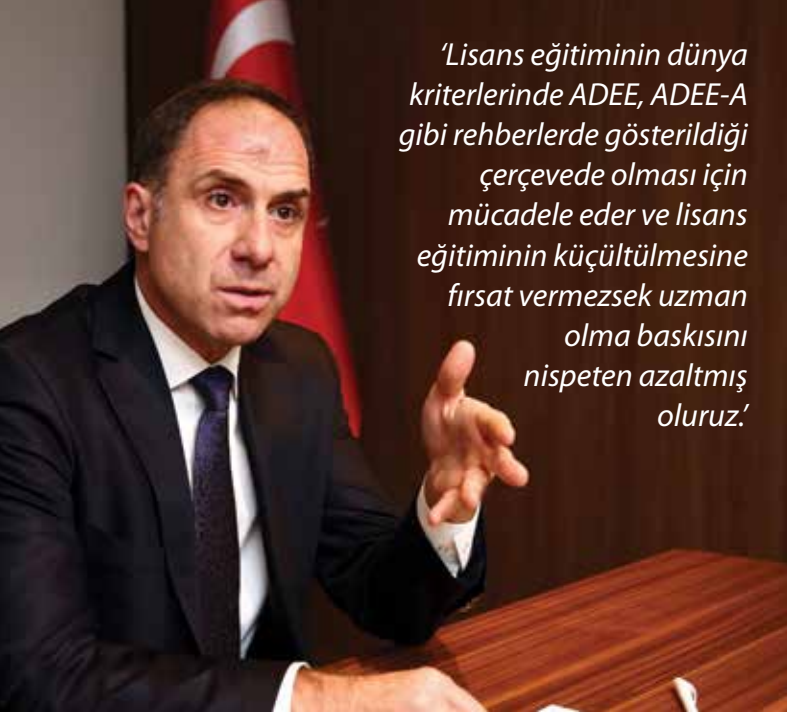 ‘Lisans eğitiminin dünya
kriterlerinde ADEE, ADEE-A
gibi rehberlerde gösterildiği
çerçevede olması için
mücadele eder ve lisans
eğitiminin küçültülmesine
fırsat vermezsek uzman
olma baskısını
nispeten azaltmış
oluruz.’